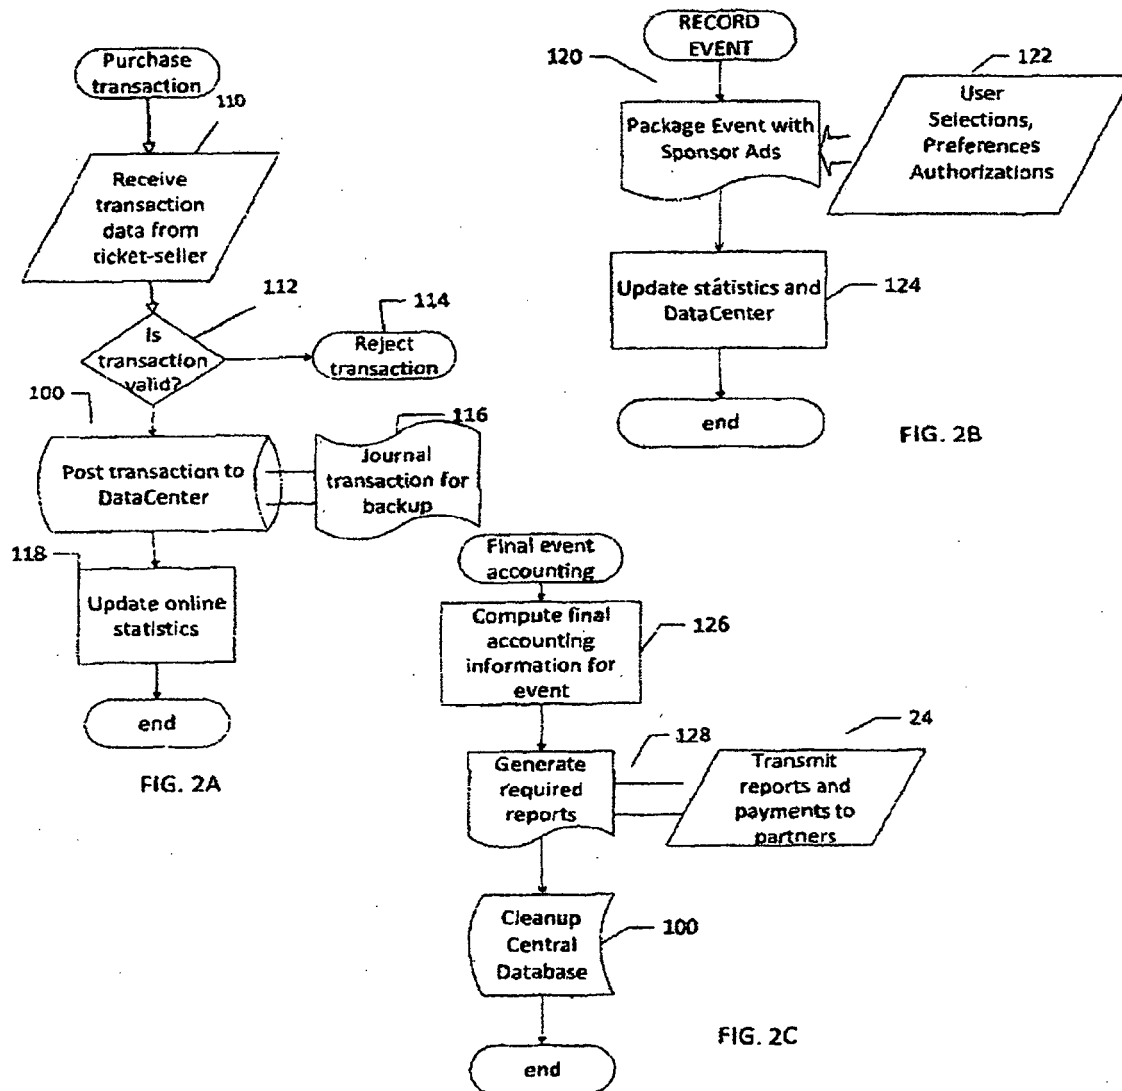 Purchase
transaction
110
Receive
transaction
data from
ticket-seller
112
Is
transaction
valid?
114
Reject
transaction
100
Post transaction to
DataCenter
116
Journal
transaction for
backup
118
Update online
statistics
end
FIG. 2A
RECORD
EVENT
120
Package Event with
Sponsor Ads
122
User
Selections,
Preferences
Authorizations
Update statistics and
DataCenter
124
end
FIG. 2B
Final event
accounting
Compute final
accounting
information for
event
126
Generate
required
reports
128
24
Transmit
reports and
payments to
partners
Cleanup
Central
Database
100
end
FIG. 2C